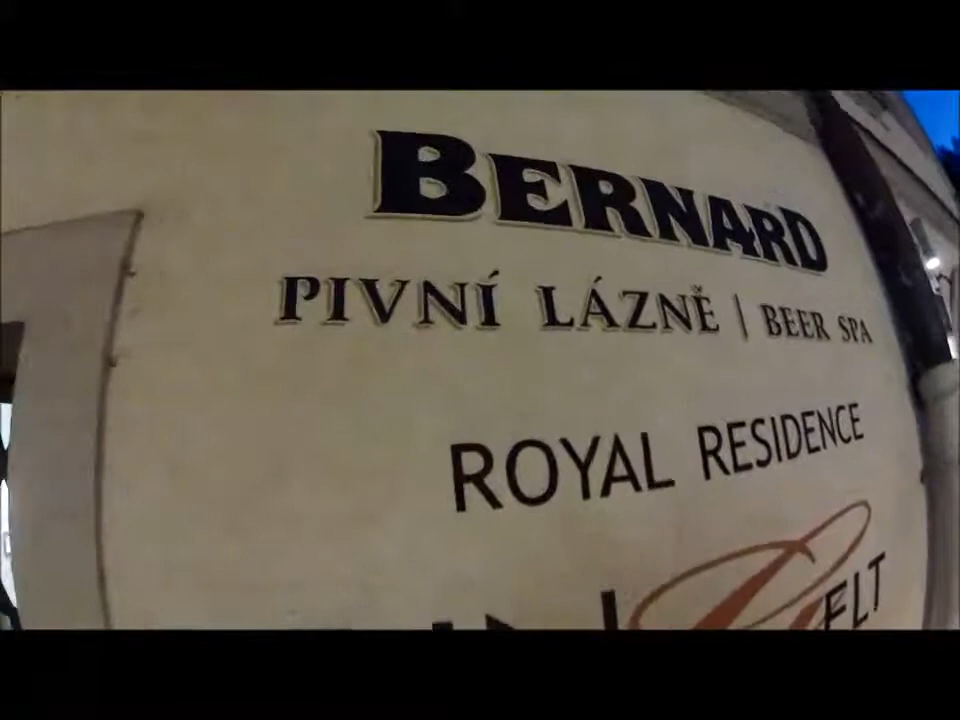 BERNARD
PIVNÍ LÁZNĚ | BEER SPA
ROYAL RESIDENCE